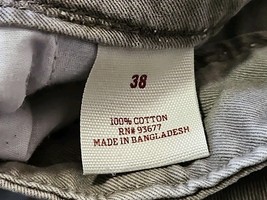 38
100% COTTON
RN# 93677
MADE IN BANGLADESH